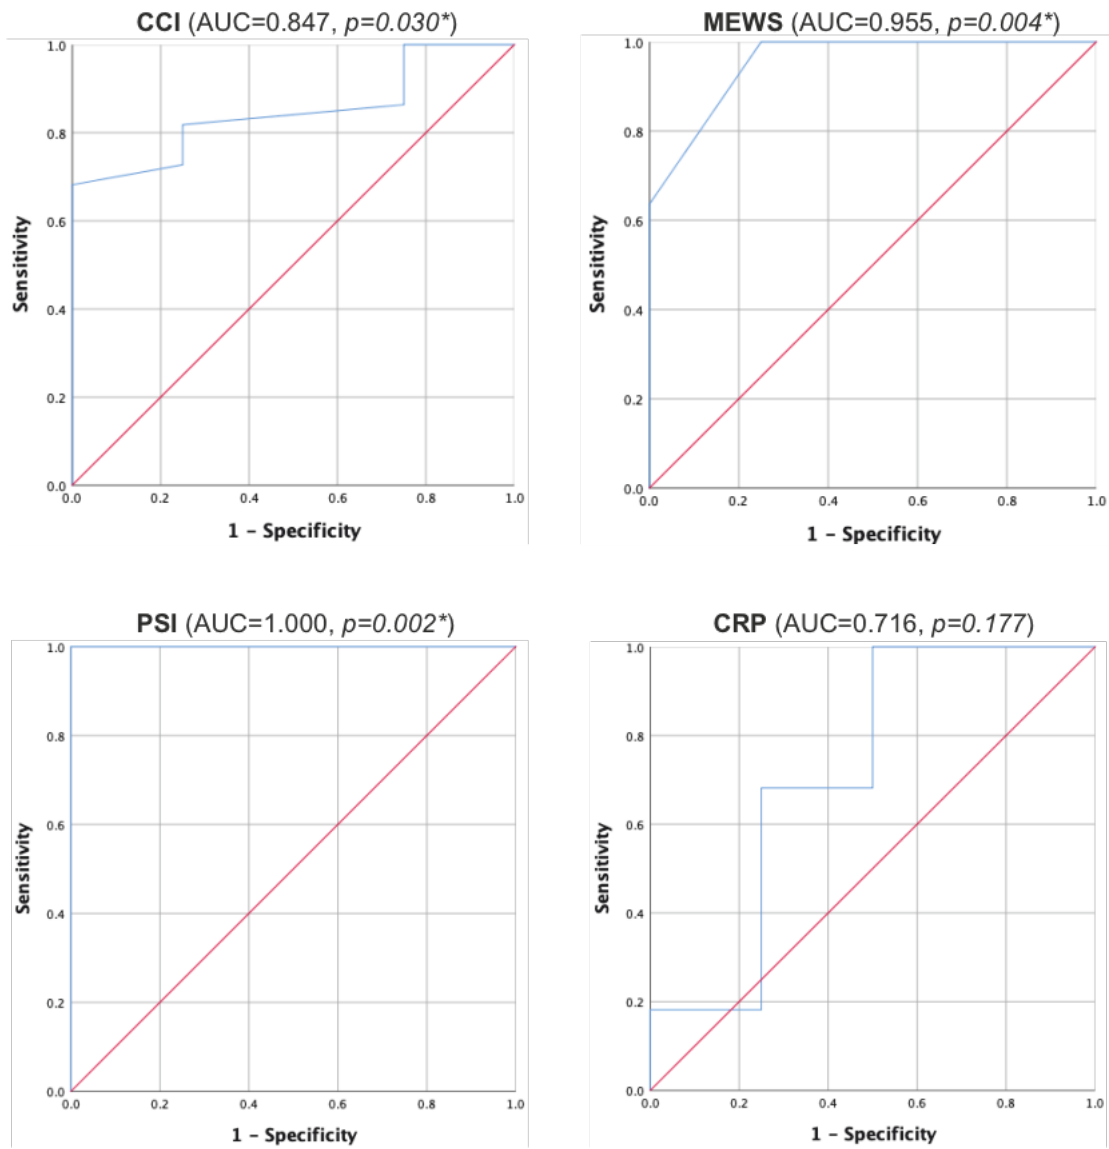 CCI (AUC=0.847, p=0.030*)
1.0
0.8
0.6
0.4
0.2
0.0
Sensitivity
0.0 0.2 0.4 0.6 0.8 1.0
1 – Specificity
MEWS (AUC=0.955, p=0.004*)
1.0
0.8
0.6
0.4
0.2
0.0
Sensitivity
0.0 0.2 0.4 0.6 0.8 1.0
1 – Specificity
PSI (AUC=1.000, p=0.002*)
1.0
0.8
0.6
0.4
0.2
0.0
Sensitivity
0.0 0.2 0.4 0.6 0.8 1.0
1 – Specificity
CRP (AUC=0.716, p=0.177)
1.0
0.8
0.6
0.4
0.2
0.0
Sensitivity
0.0 0.2 0.4 0.6 0.8 1.0
1 – Specificity